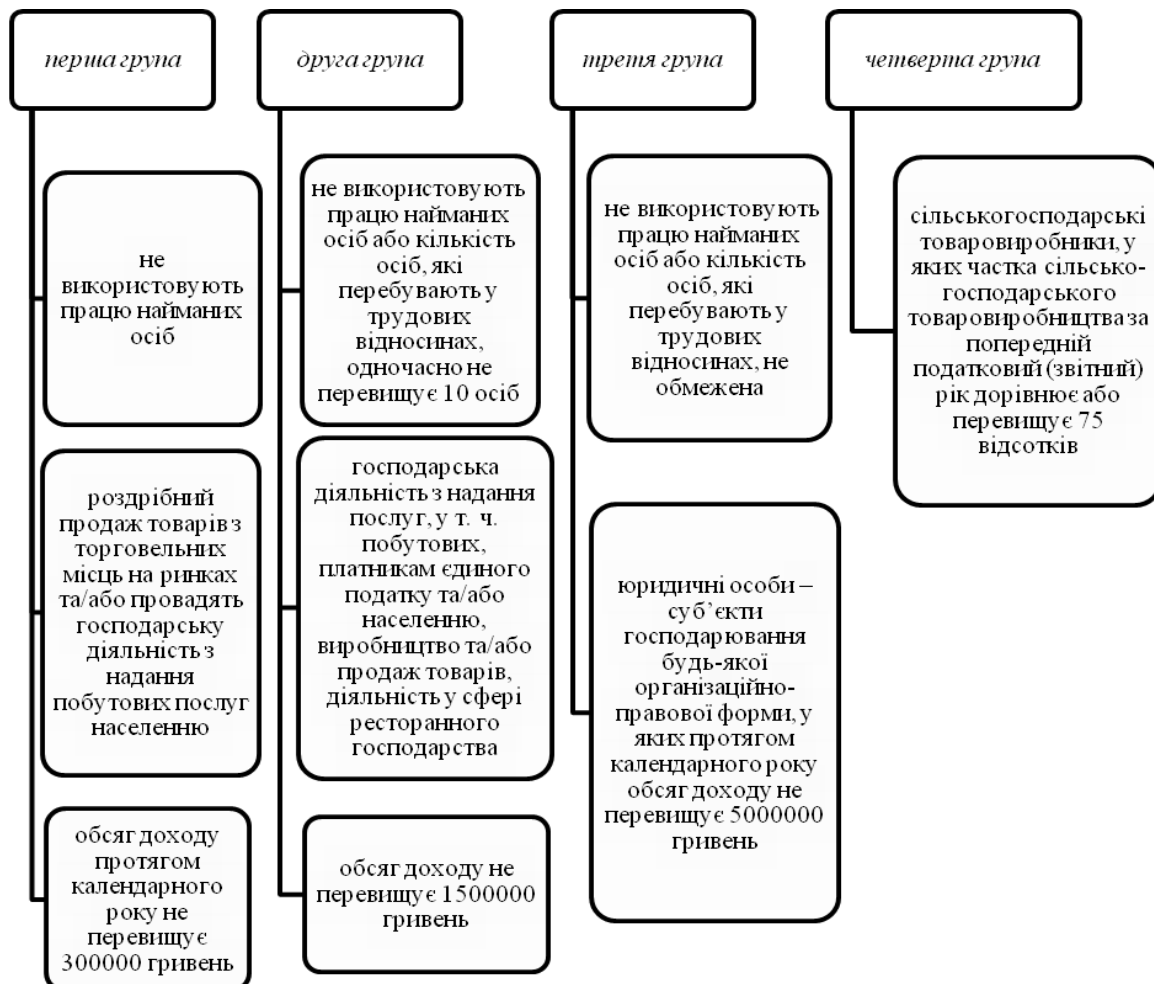 перша група
не
використовують
працю найманих
осіб
роздрібний
продаж товарів з
торговельних
місць на ринках
та/або провадять
господарську
діяльність з
надання
побутових послуг
населенню
обсяг доходу
протягом
календарного
року не
перевищує
300000 гривень
друга група
не використовують
працю найманих
осіб або кількість
осіб, які
перебувають у
трудових
відносинах,
одночасно не
перевищує 10 осіб
господарська
діяльність з надання
послуг, у т. ч.
побутових,
платникам єдиного
податку та/або
населенню,
виробництво та/або
продаж товарів,
діяльність у сфері
ресторанного
господарства
обсяг доходу не
перевищує 1500000
гривень
третя група
не використовують
працю найманих
осіб або кількість
осіб, які
перебувають у
трудових
відносинах, не
обмежена
юридичні особи –
суб’єкти
господарювання
будь-якої
організаційно-
правової форми, у
яких протягом
календарного року
обсяг доходу не
перевищує 5000000
гривень
четверта група
сільськогосподарські
товаровиробники, у
яких частка сільсько-
господарського
товаровиробництва за
попередній
податковий (звітний)
рік дорівнює або
перевищує 75
відсотків